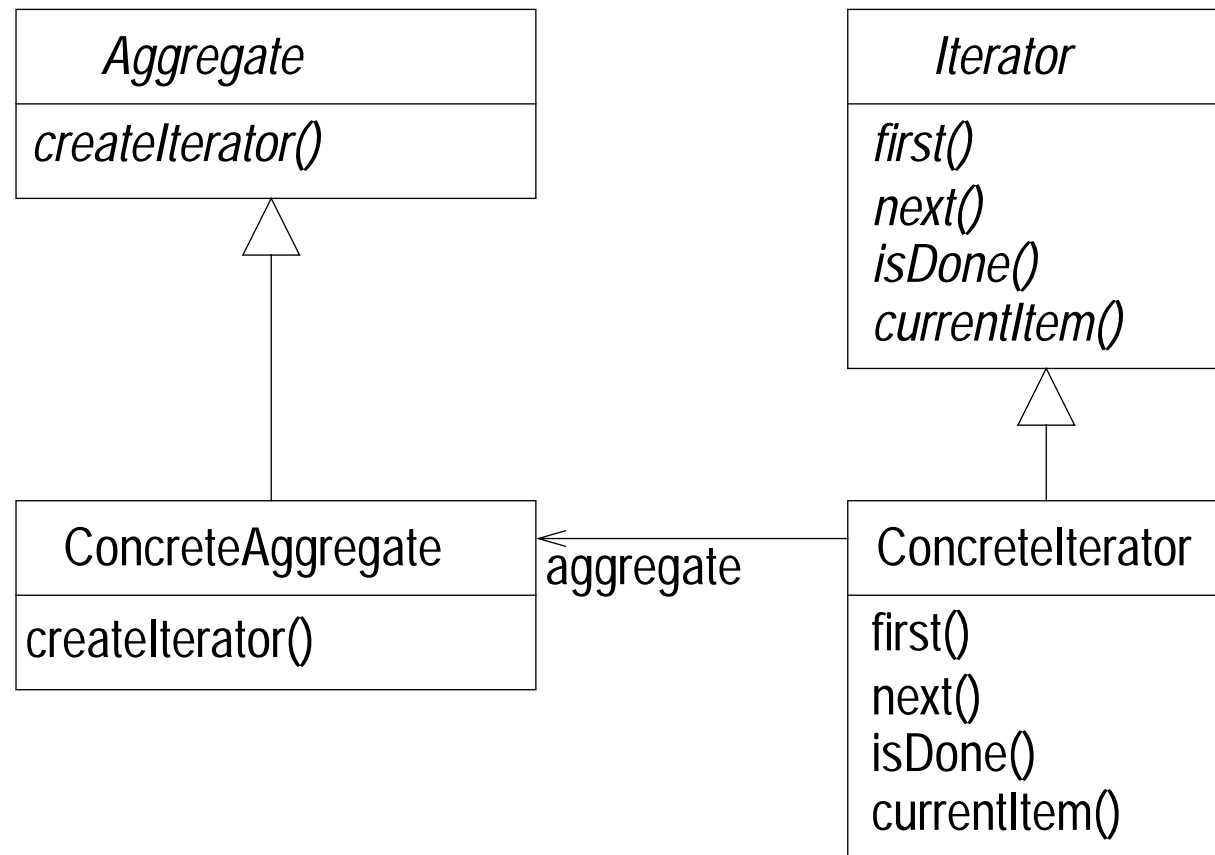 Aggregate
createIterator()
Iterator
first()
next()
isDone()
currentItem()
ConcreteAggregate
createIterator()
aggregate
ConcreteIterator
first()
next()
isDone()
currentItem()